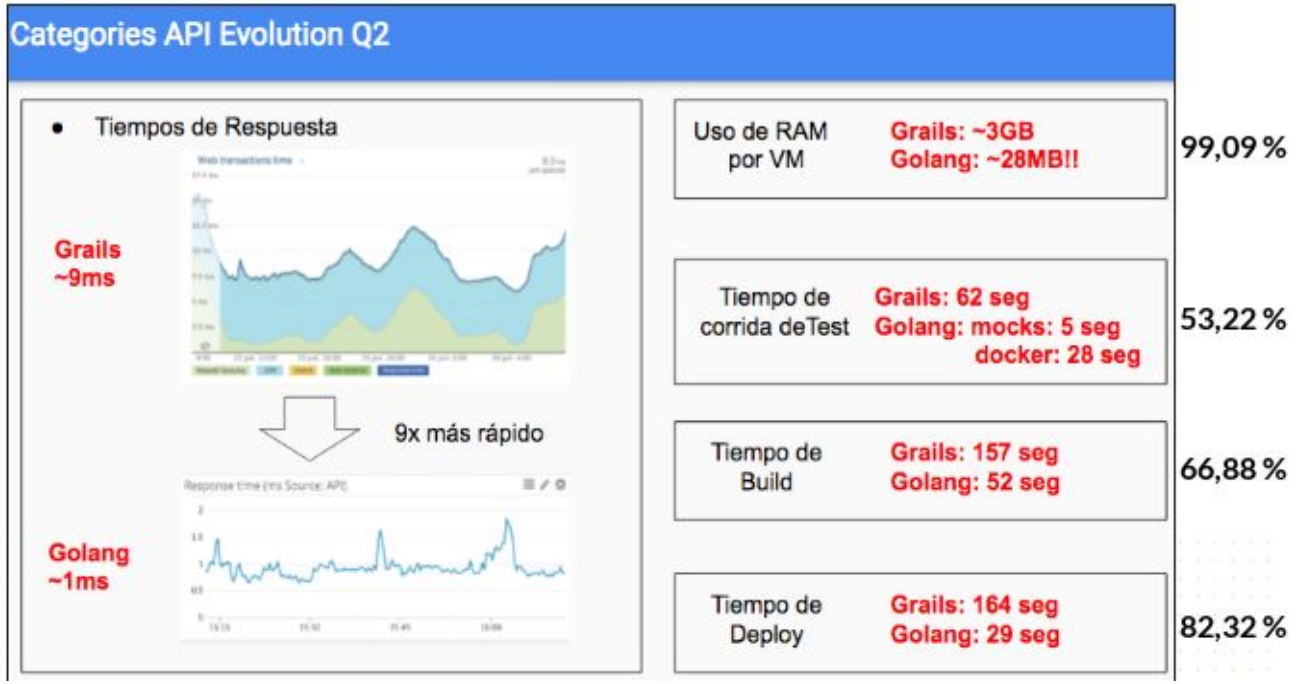 Categories API Evolution Q2
● Tiempos de Respuesta
Web transactions time
Grails
~9ms
9x más rápido
Response time (ms Source: API)
2
1.5
1
0.5
0
15:15
15:45
Golang
~1ms
Uso de RAM
por VM
Grails: ~3GB
Golang: ~28MB!!
99,09 %
Tiempo de
corrida deTest
Grails: 62 seg
Golang: mocks: 5 seg
docker: 28 seg
53,22 %
Tiempo de
Build
Grails: 157 seg
Golang: 52 seg
66,88 %
Tiempo de
Deploy
Grails: 164 seg
Golang: 29 seg
82,32 %